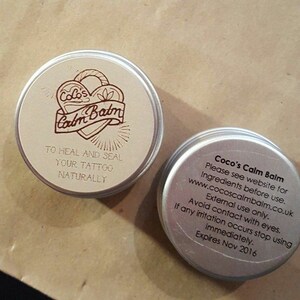 Coco's
Calm Balm
TO HEAL AND SEAL
YOUR TATTOO
NATURALLY
Coco's Calm Balm
Please see website for
Ingredients before use.
www.cocoscalmbalm.co.uk
External use only.
Avoid contact with eyes.
If any irritation occurs stop using
immediately.
Expires Nov 2016